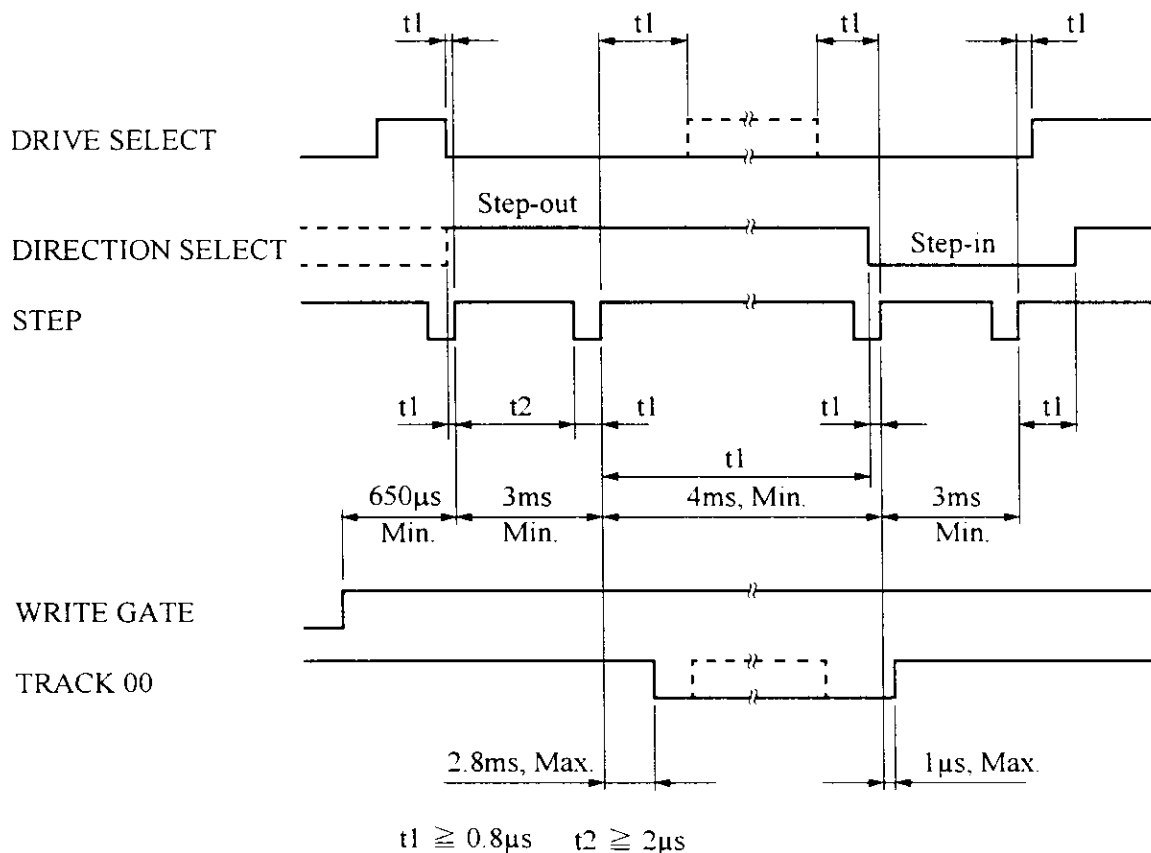 t1 t1 t1 t1
DRIVE SELECT
Step-out
DIRECTION SELECT Step-in
STEP
t1 t2 t1 t1 t1
t1
650µs 3ms 4ms, Min. 3ms
Min. Min. Min.
WRITE GATE
TRACK 00
2.8ms, Max. 1µs, Max.
t1 ≧ 0.8µs t2 ≧ 2µs